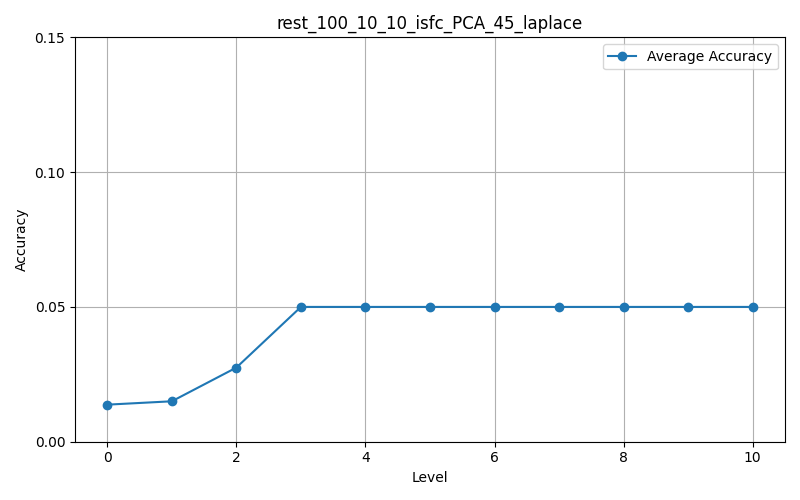 rest_100_10_10_isfc_PCA_45_laplace
Average Accuracy
0.15
0.10
0.05
0.00
Accuracy
0 2 4 6 8 10
Level